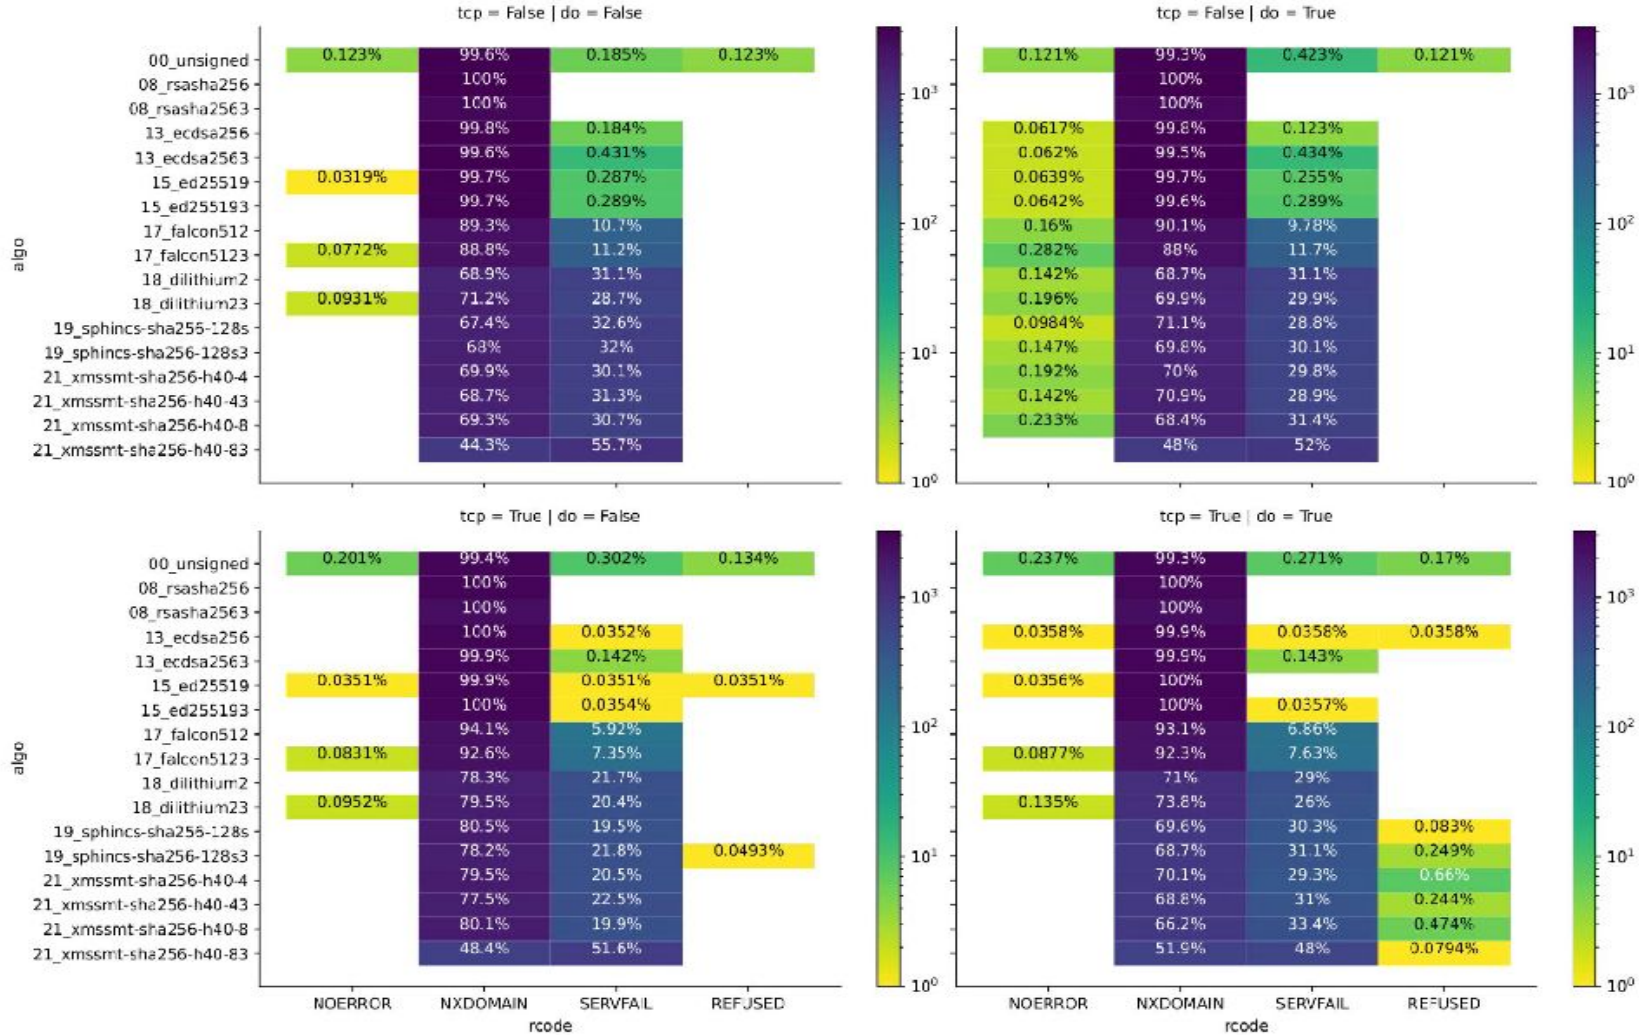 tcp = False | do = False
tcp = False | do = True
00_unsigned 0.123% 99.6% 0.185% 0.123% 0.121% 99.3% 0.423% 0.121%
08_rsasha256 100% 100%
08_rsasha2563 100% 100%
13_ecdsa256 99.8% 0.184% 0.0617% 99.8% 0.123%
13_ecdsa2563 99.6% 0.431% 0.062% 99.5% 0.434%
15_ed25519 0.0319% 99.7% 0.287% 0.0639% 99.7% 0.255%
15_ed255193 99.7% 0.289% 0.0642% 99.6% 0.289%
17_falcon512 89.3% 10.7% 0.16% 90.1% 9.78%
17_falcon5123 0.0772% 88.8% 11.2% 0.282% 88% 11.7%
18_dilithium2 68.9% 31.1% 0.142% 68.7% 31.1%
18_dilithium23 0.0931% 71.2% 28.7% 0.196% 69.9% 29.9%
19_sphincs-sha256-128s 67.4% 32.6% 0.0984% 71.1% 28.8%
19_sphincs-sha256-128s3 68% 32% 0.147% 69.8% 30.1%
21_xmssmt-sha256-h40-4 69.9% 30.1% 0.192% 70% 29.8%
21_xmssmt-sha256-h40-43 68.7% 31.3% 0.142% 70.9% 28.9%
21_xmssmt-sha256-h40-8 69.3% 30.7% 0.233% 68.4% 31.4%
21_xmssmt-sha256-h40-83 44.3% 55.7% 48% 52%
algo
10³ 10³
10² 10²
10¹ 10¹
10⁰ 10⁰
tcp = True | do = False
tcp = True | do = True
00_unsigned 0.201% 99.4% 0.302% 0.134% 0.237% 99.3% 0.271% 0.17%
08_rsasha256 100% 100%
08_rsasha2563 100% 100%
13_ecdsa256 100% 0.0352% 0.0358% 99.9% 0.0358% 0.0358%
13_ecdsa2563 99.9% 0.142% 99.9% 0.143%
15_ed25519 0.0351% 99.9% 0.0351% 0.0351% 0.0356% 100%
15_ed255193 100% 0.0354% 100% 0.0357%
17_falcon512 94.1% 5.92% 93.1% 6.86%
17_falcon5123 0.0831% 92.6% 7.35% 0.0877% 92.3% 7.63%
18_dilithium2 78.3% 21.7% 71% 29%
18_dilithium23 0.0952% 79.5% 20.4% 0.135% 73.8% 26%
19_sphincs-sha256-128s 80.5% 19.5% 69.6% 30.3% 0.083%
19_sphincs-sha256-128s3 78.2% 21.8% 0.0493% 68.7% 31.1% 0.249%
21_xmssmt-sha256-h40-4 79.5% 20.5% 70.1% 29.3% 0.66%
21_xmssmt-sha256-h40-43 77.5% 22.5% 68.8% 31% 0.244%
21_xmssmt-sha256-h40-8 80.1% 19.9% 66.2% 33.4% 0.474%
21_xmssmt-sha256-h40-83 48.4% 51.6% 51.9% 48% 0.0794%
algo
10³ 10³
10² 10²
10¹ 10¹
10⁰ 10⁰
NOERROR NXDOMAIN SERVFAIL REFUSED NOERROR NXDOMAIN SERVFAIL REFUSED
rcode rcode